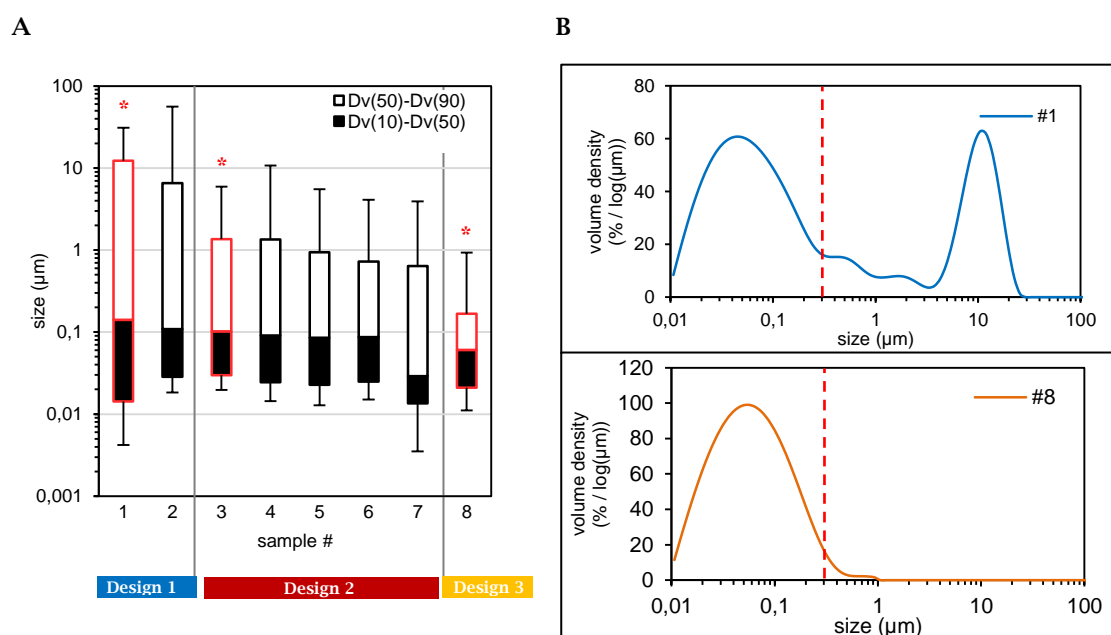 A
100
10
1
0,1
0,01
0,001
size (µm)
*
*
*
Dv(50)-Dv(90)
Dv(10)-Dv(50)
1 2 3 4 5 6 7 8
sample #
Design 1 Design 2 Design 3
B
80
60
40
20
0
volume density
(% / log(µm))
#1
0,01 0,1 1 10 100
size (µm)
120
100
80
60
40
20
0
volume density
(% / log(µm))
#8
0,01 0,1 1 10 100
size (µm)